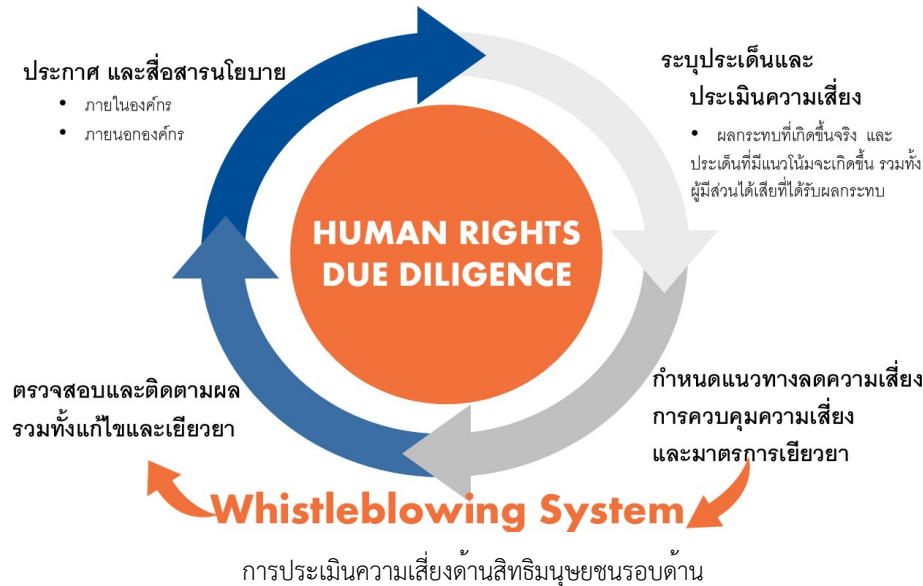 ประกาศ และสื่อสารนโยบาย
• ภายในองค์กร
• ภายนอกองค์กร
ระบุประเด็นและ
ประเมินความเสี่ยง
• ผลกระทบที่เกิดขึ้นจริง และ
ประเด็นที่มีแนวโน้มจะเกิดขึ้น รวมทั้ง
ผู้มีส่วนได้เสียที่ได้รับผลกระทบ
HUMAN RIGHTS
DUE DILIGENCE
กำหนดแนวทางลดความเสี่ยง
การควบคุมความเสี่ยง
และมาตรการเยียวยา
ตรวจสอบและติดตามผล
รวมทั้งแก้ไขและเยียวยา
Whistleblowing System
การประเมินความเสี่ยงด้านสิทธิมนุษยชนรอบด้าน